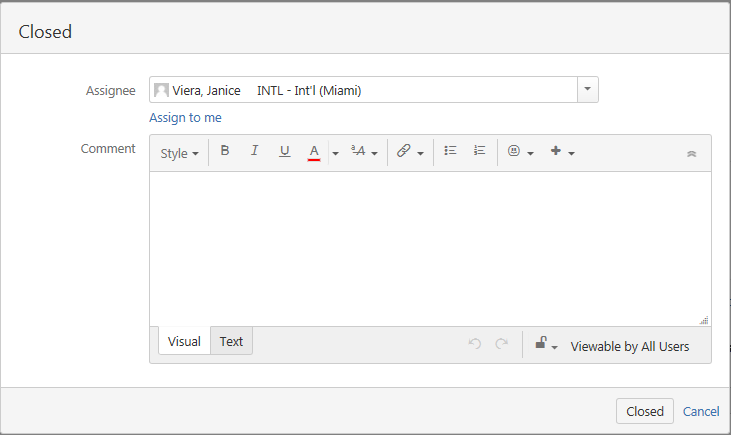 Closed
Assignee Viera, Janice INTL - Int'l (Miami)
Assign to me
Comment Style B I U A ªA
Visual Text Viewable by All Users
Closed Cancel